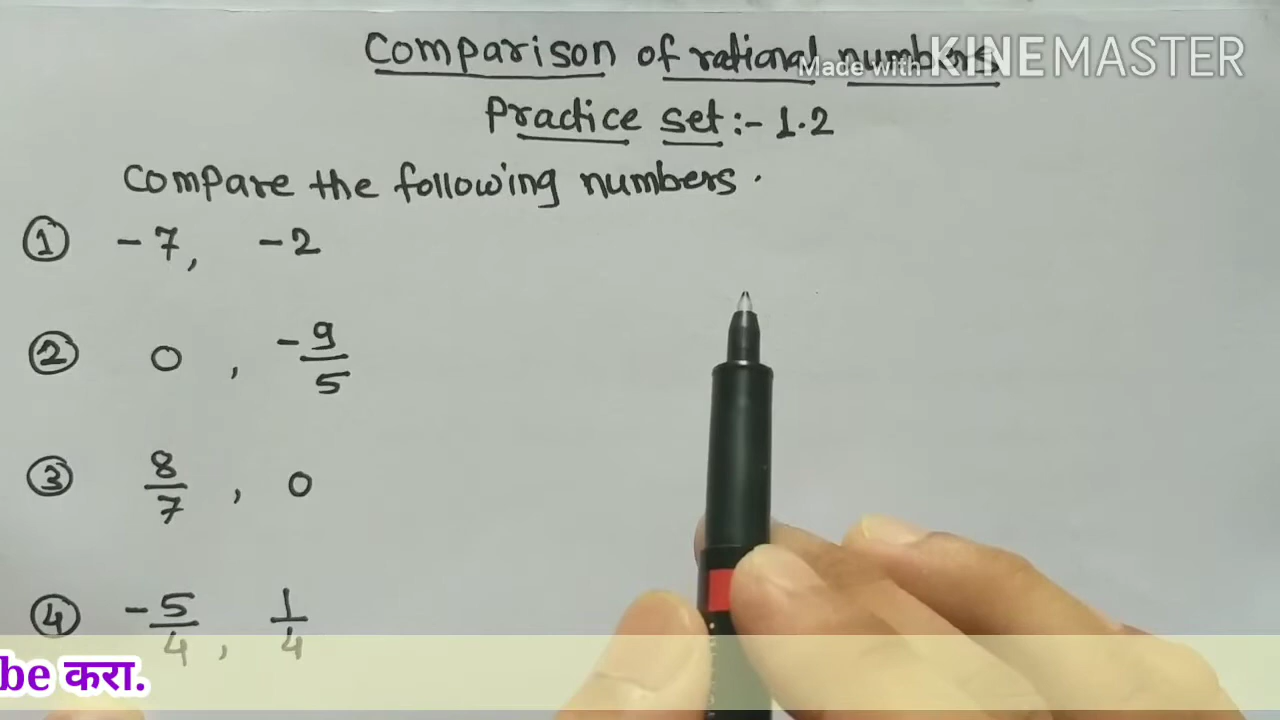 Comparison of rational numbers
Made with KINEMASTER
Practice set :- 1.2
Compare the following numbers.
① -7, -2
② 0, -9/5
③ 8/7, 0
④ -5/4, 1/4
be करा.